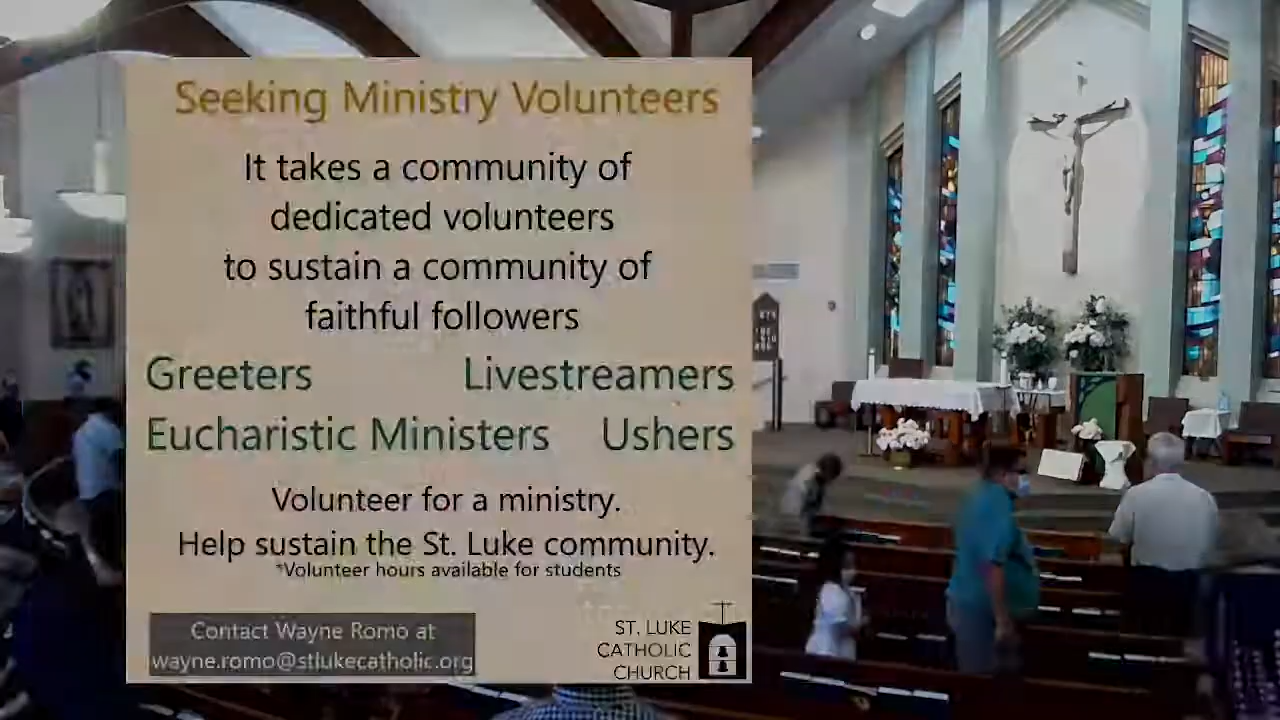 Seeking Ministry Volunteers
It takes a community of
dedicated volunteers
to sustain a community of
faithful followers
Greeters Livestreamers
Eucharistic Ministers Ushers
Volunteer for a ministry.
Help sustain the St. Luke community.
*Volunteer hours available for students
Contact Wayne Romo at
wayne.romo@stlukecatholic.org
ST. LUKE
CATHOLIC
CHURCH